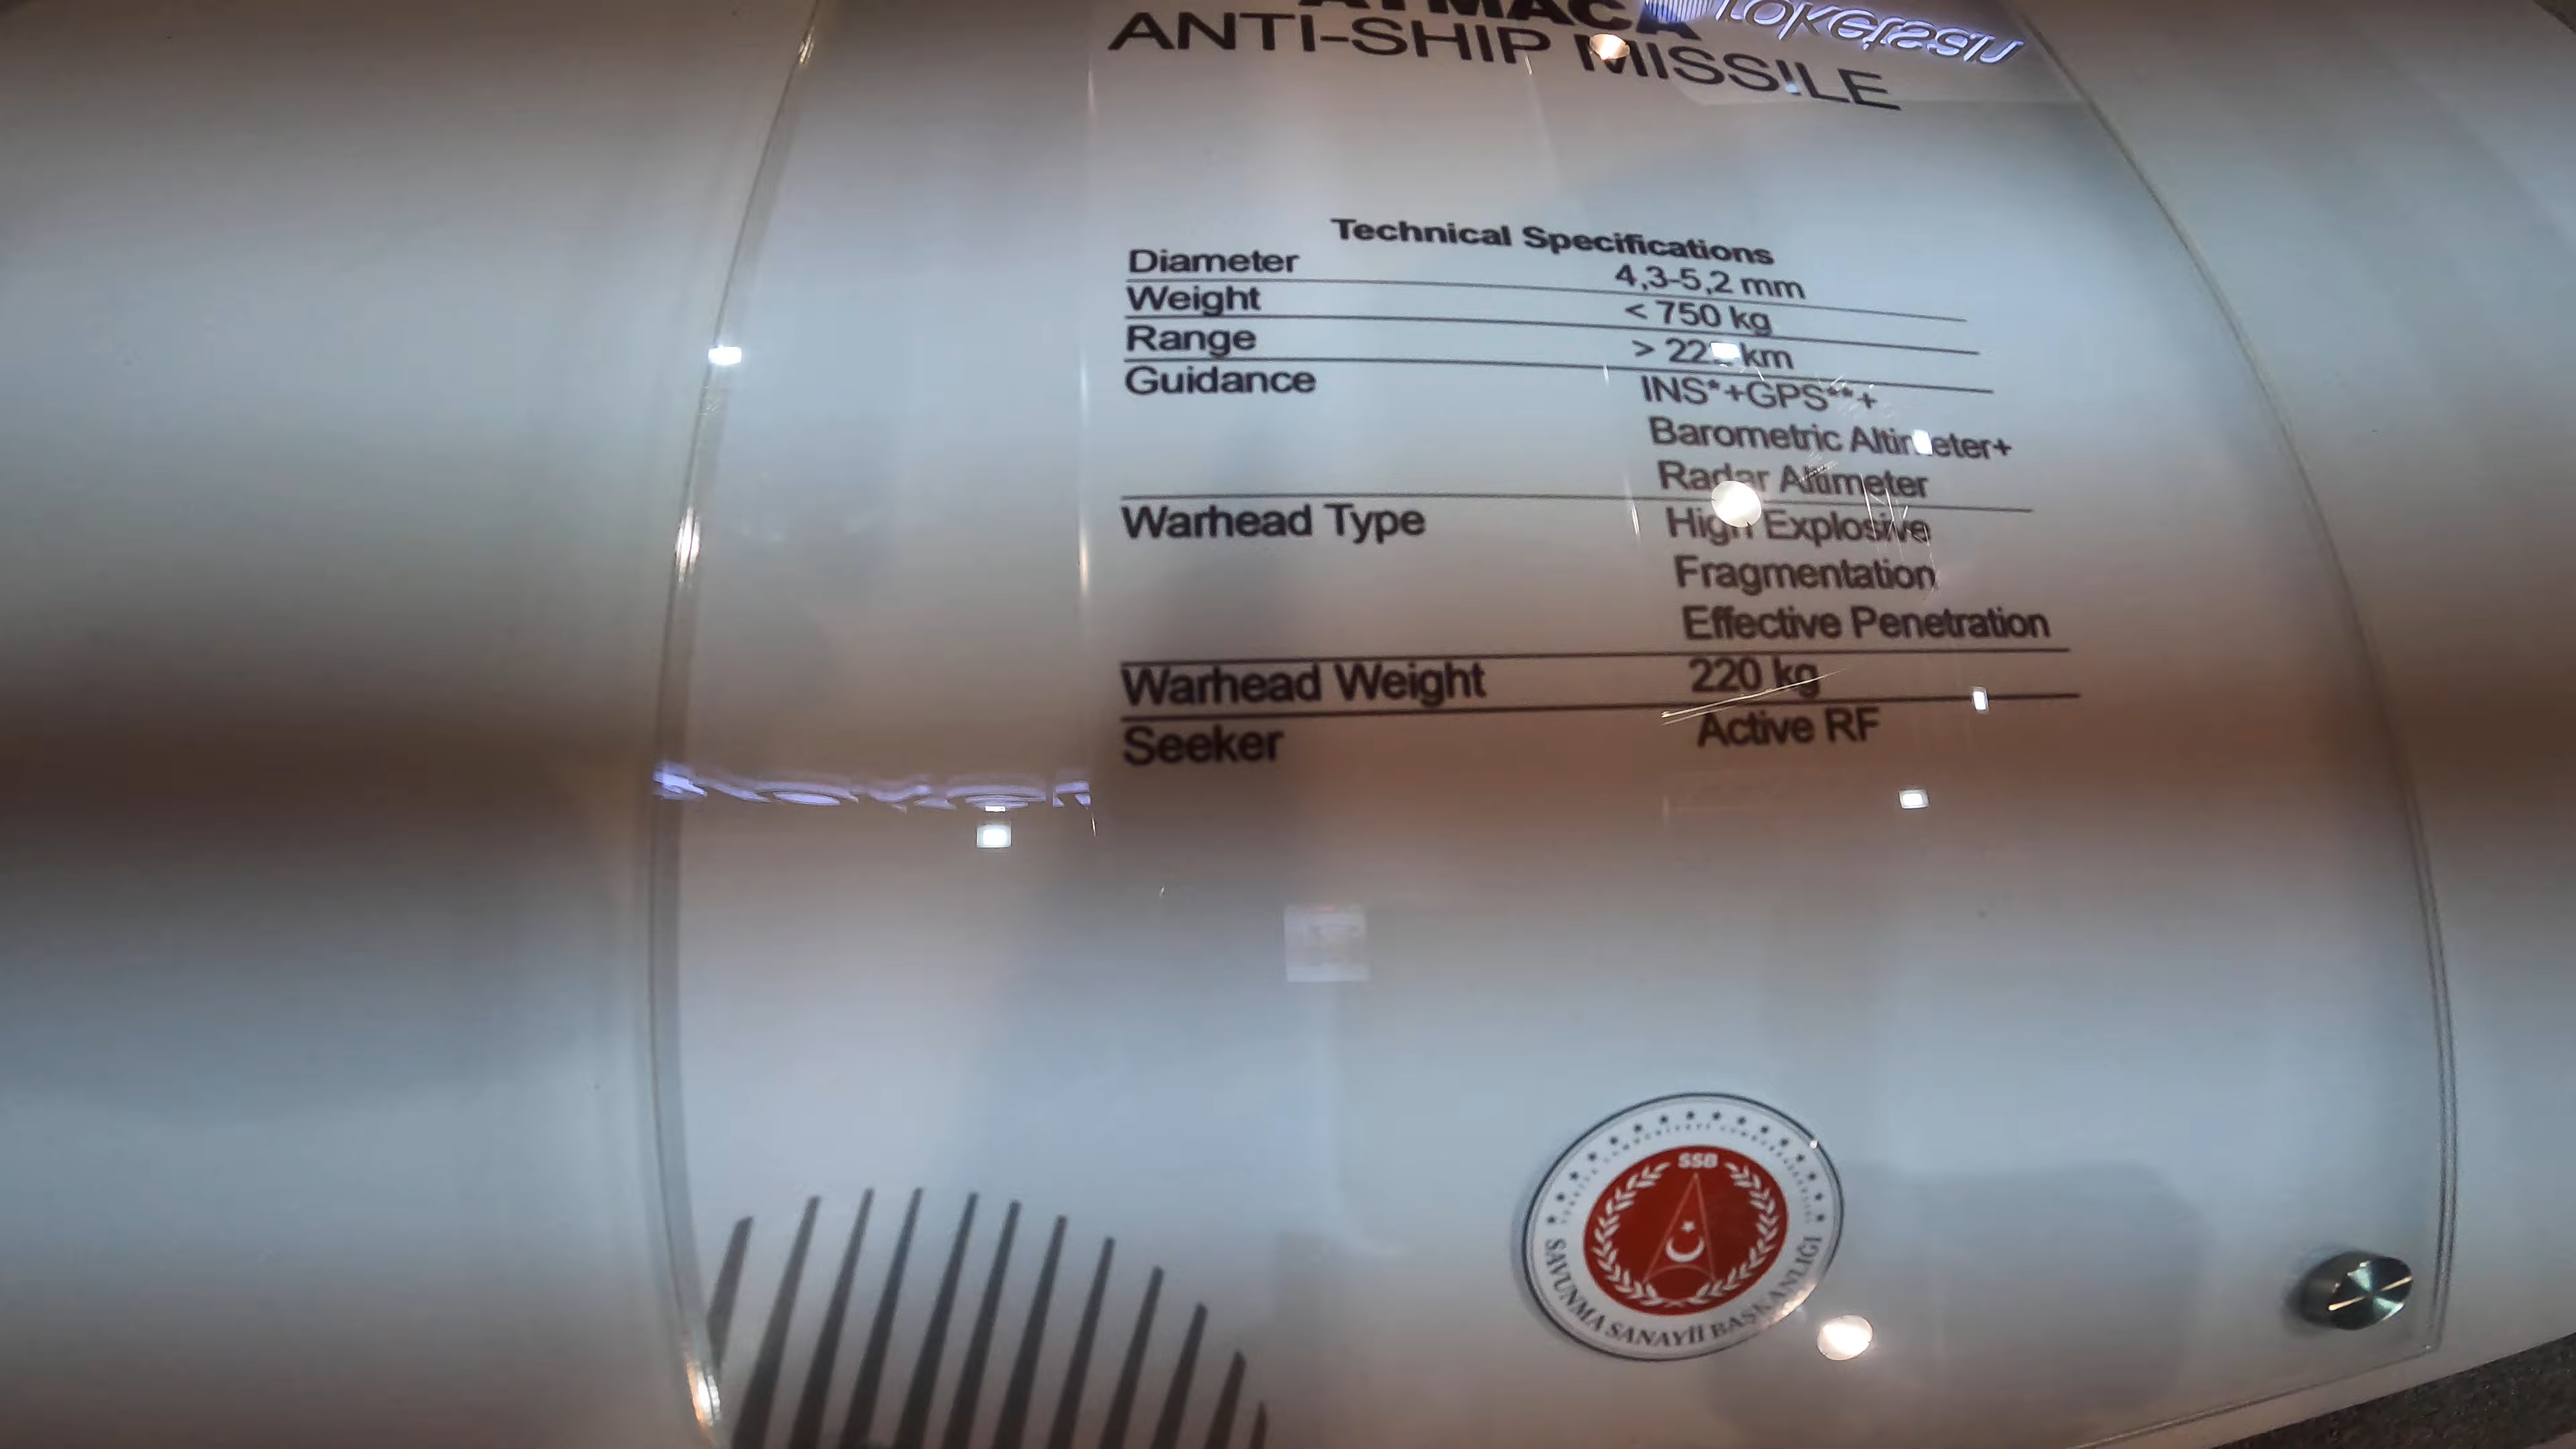 ATMACA
ANTI-SHIP MISSILE
Technical Specifications
Diameter 4,3-5,2 mm
Weight < 750 kg
Range > 22 km
Guidance INS*+GPS**+
Barometric Altimeter+
Radar Altimeter
Warhead Type High Explosive
Fragmentation
Effective Penetration
Warhead Weight 220 kg
Seeker Active RF
SSB
SAVUNMA SANAYİİ BAŞKANLIĞI